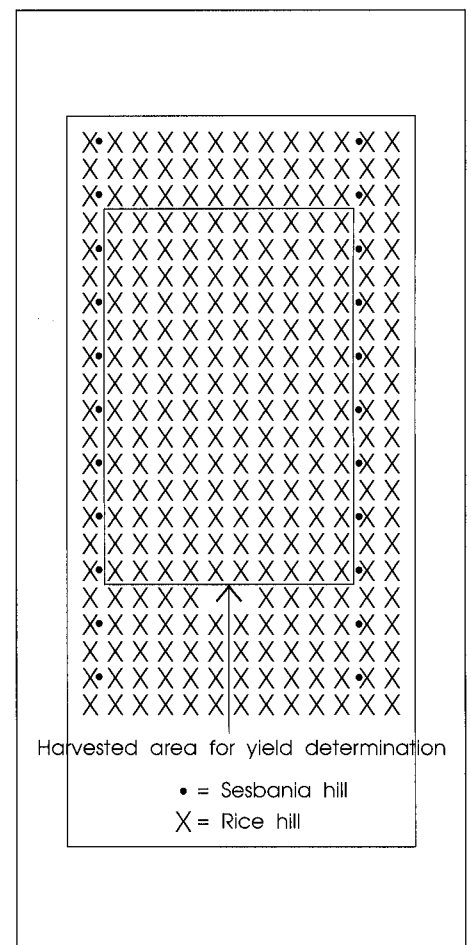 Harvested area for yield determination
• = Sesbania hill
X = Rice hill